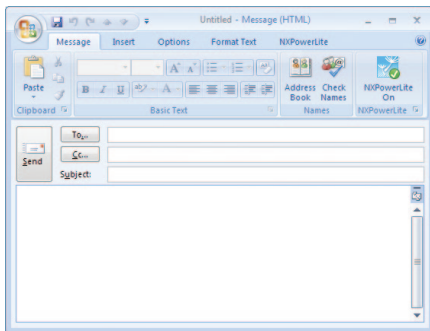 Untitled - Message (HTML)
Message Insert Options Format Text NXPowerLite
Paste
B I U ab A
A A
Address Book
Check Names
NXPowerLite On
Clipboard Basic Text Names NXPowerLite
To...
Cc...
Send
Subject: